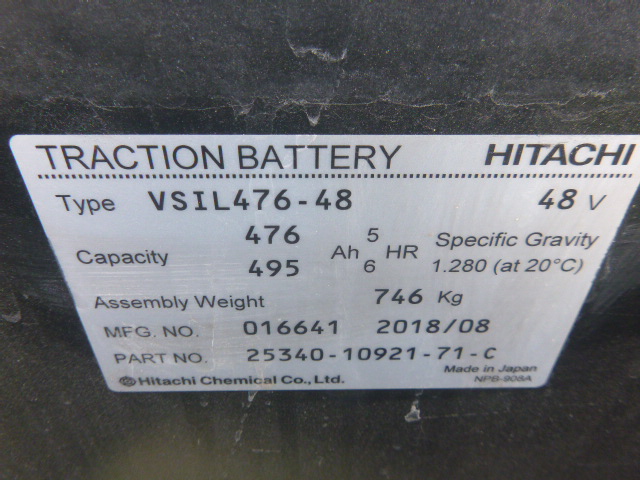 TRACTION BATTERY HITACHI
Type VSIL476-48 48 V
Capacity 476 Ah 5 HR Specific Gravity
495 6 1.280 (at 20°C)
Assembly Weight 746 Kg
MFG. NO. 016641 2018/08
PART NO. 25340-10921-71-C
Made in Japan
Hitachi Chemical Co., Ltd. NPB-908A